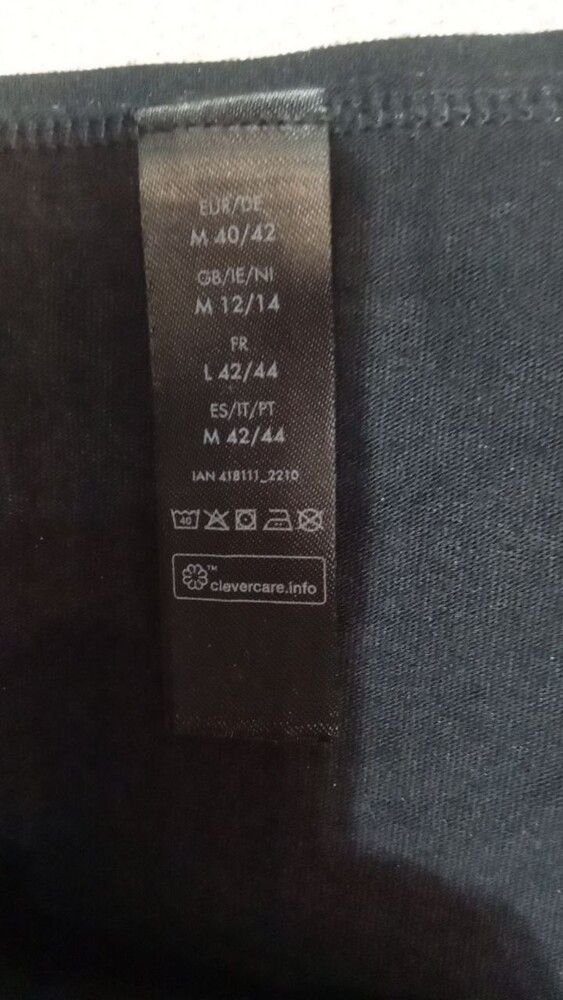 EUR/DE
M 40/42
GB/IE/NI
M 12/14
FR
L 42/44
ES/IT/PT
M 42/44
IAN 418111_2210
40
™
clevercare.info